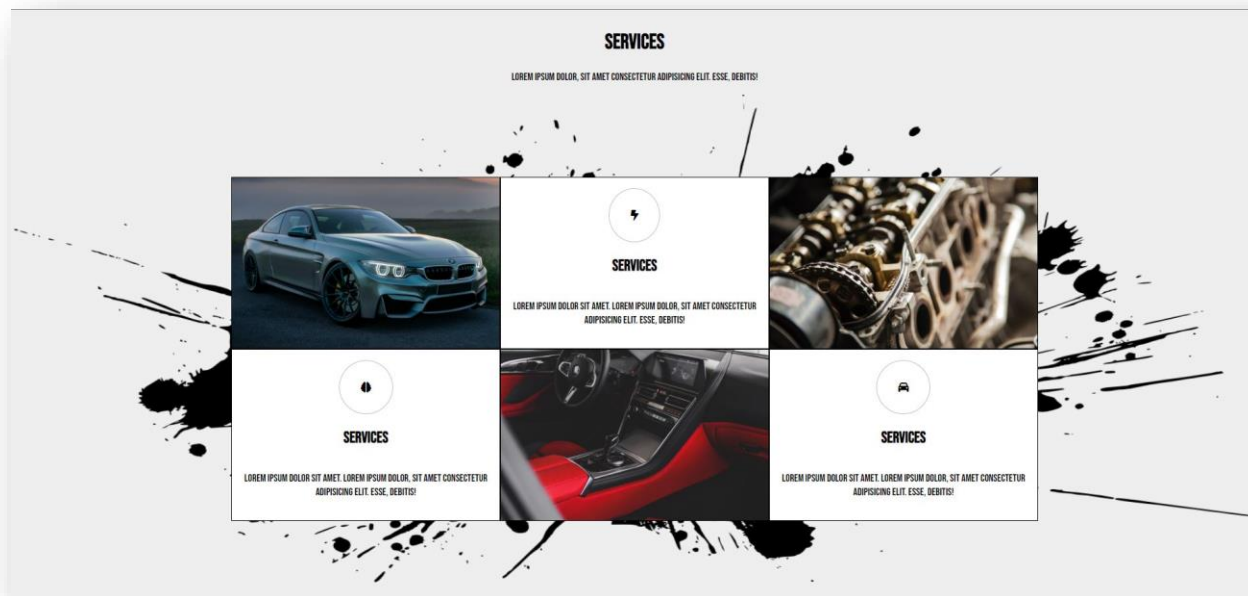 SERVICES
LOREM IPSUM DOLOR, SIT AMET CONSECTETUR ADIPISICING ELIT. ESSE, DEBITIS!
SERVICES
LOREM IPSUM DOLOR SIT AMET. LOREM IPSUM DOLOR, SIT AMET CONSECTETUR
ADIPISICING ELIT. ESSE, DEBITIS!
SERVICES
LOREM IPSUM DOLOR SIT AMET. LOREM IPSUM DOLOR, SIT AMET CONSECTETUR
ADIPISICING ELIT. ESSE, DEBITIS!
SERVICES
LOREM IPSUM DOLOR SIT AMET. LOREM IPSUM DOLOR, SIT AMET CONSECTETUR
ADIPISICING ELIT. ESSE, DEBITIS!